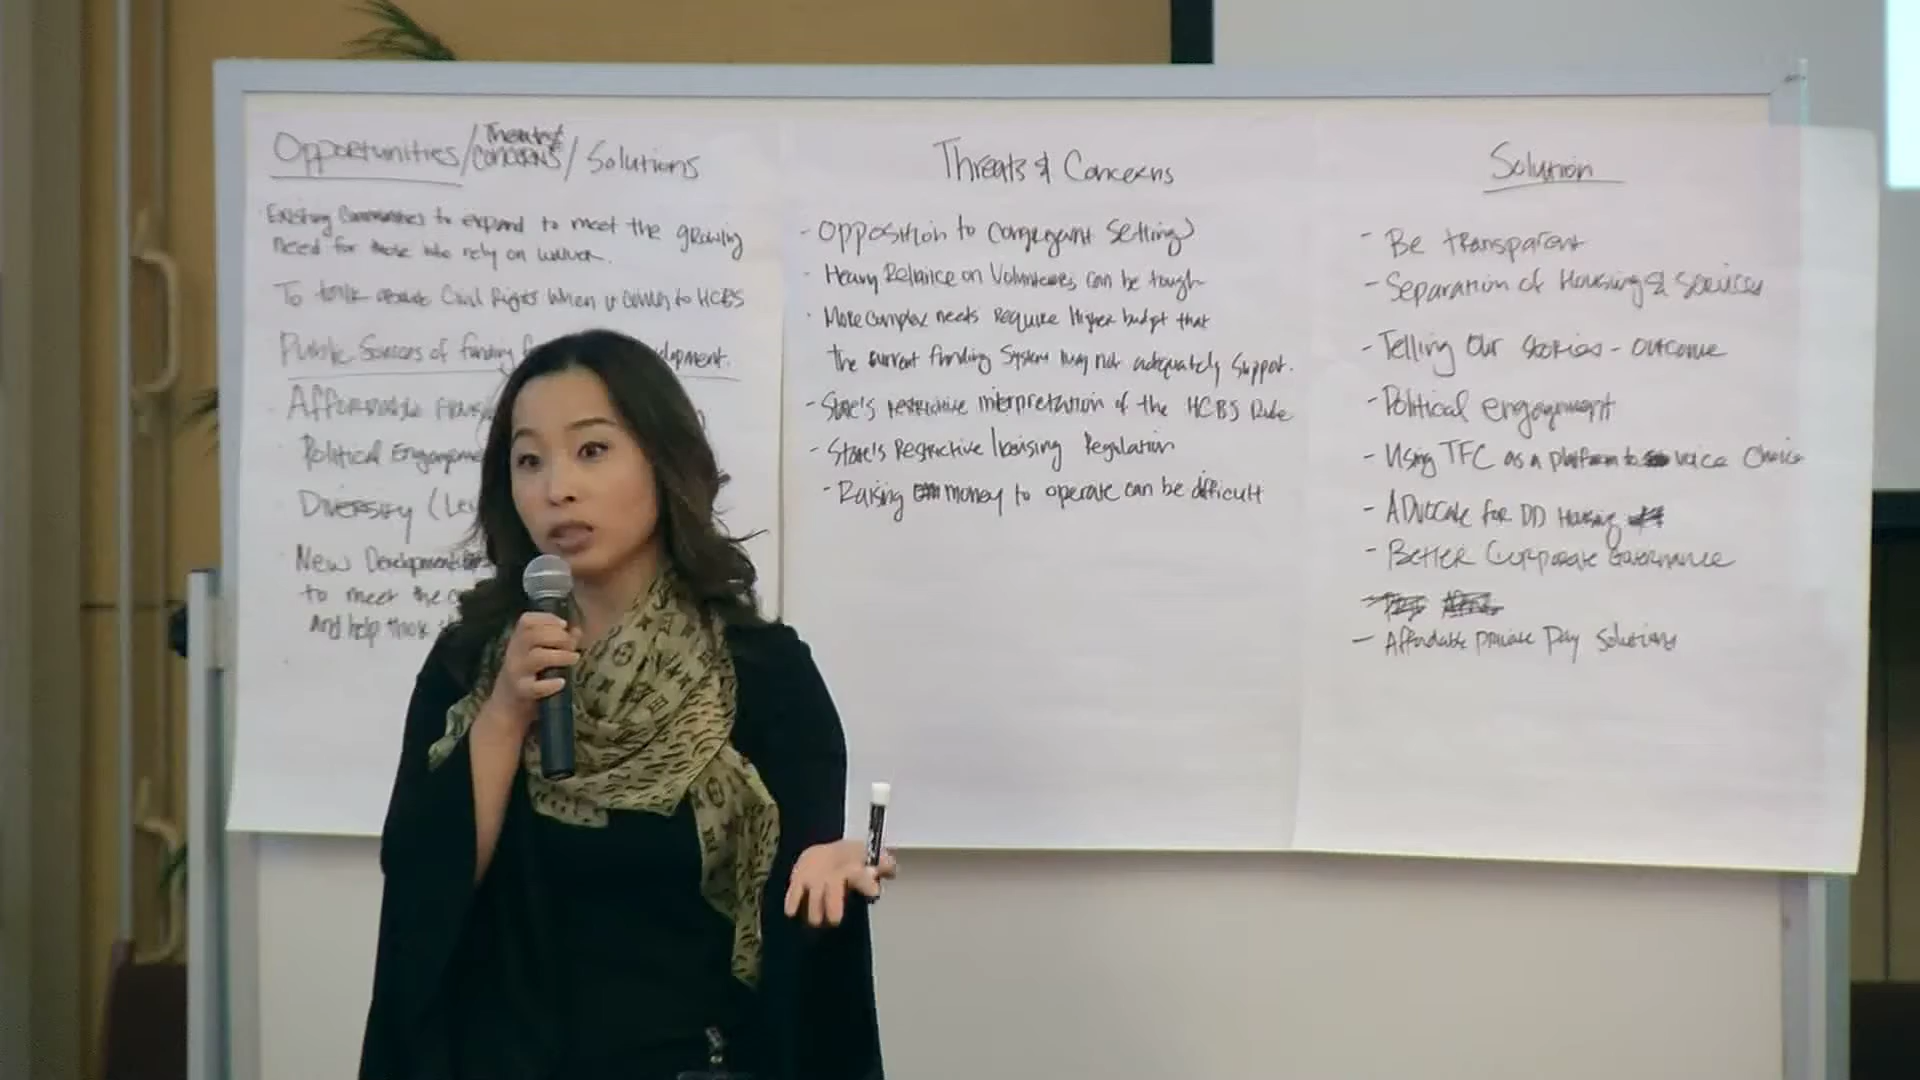 Opportunities / Threats & Concerns / Solutions
Existing Communities to expand to meet the growing
need for those who rely on waiver.
To talk about Civil Rights when it comes to HCBS
Public Sources of funding
Affordable
Political
Diversity
New
to meet the
and help
Threats & Concerns
- Opposition to Congregant Settings
- Heavy Reliance on Volunteers can be tough
- More complex needs require Higher budget that
the current funding System may not adequately Support.
- State's restrictive interpretation of the HCBS Rule
- State's Restrictive licensing Regulation
- Raising money to operate can be difficult
Solution
- Be transparent
- Separation of Housing & Services
- Telling our stories - outcome
- Political engagement
- Using TFC as a platform to voice Choice
- Advocate for DD Housing
- Better Corporate Governance
- Affordable private pay Solutions